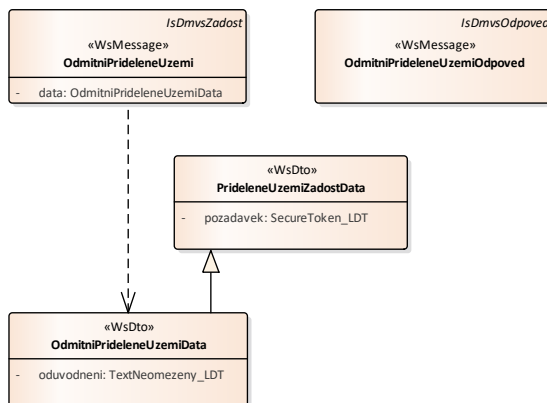 IsDmvsZadost
«WsMessage»
OdmitniPrideleneUzemi
- data: OdmitniPrideleneUzemiData
IsDmvsOdpoved
«WsMessage»
OdmitniPrideleneUzemiOdpoved
«WsDto»
PrideleneUzemiZadostData
- pozadavek: SecureToken_LDT
«WsDto»
OdmitniPrideleneUzemiData
- oduvodneni: TextNeomezeny_LDT